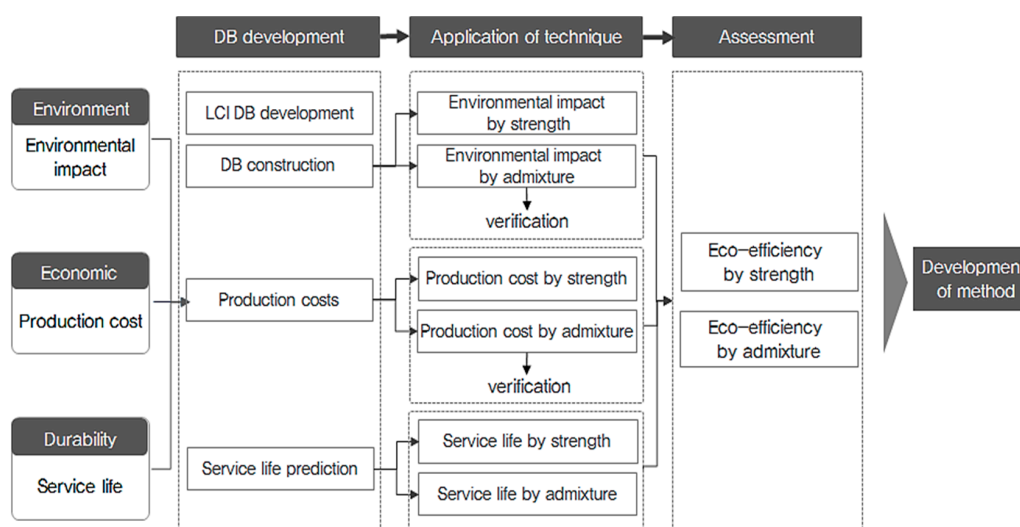 DB development
Application of technique
Assessment
Environment
Environmental
impact
LCI DB development
DB construction
Environmental impact
by strength
Environmental impact
by admixture
verification
Economic
Production cost
Production costs
Production cost by strength
Production cost by admixture
verification
Durability
Service life
Service life prediction
Service life by strength
Service life by admixture
Eco-efficiency
by strength
Eco-efficiency
by admixture
Development
of method